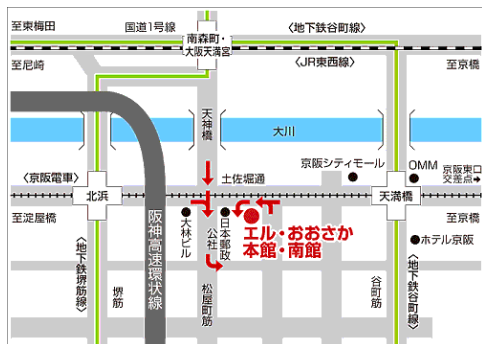 至東梅田
国道1号線
南森町・
大阪天満宮
〈地下鉄谷町線〉
至尼崎
〈JR東西線〉
至京橋
天神橋
大川
京阪シティモール
OMM
京阪東口
交差点
〈京阪電車〉
北浜
土佐堀通
天満橋
至淀屋橋
大林ビル
公社
日本郵政
エル・おおさか
本館・南館
至京橋
ホテル京阪
阪神高速環状線
〈地下鉄堺筋線〉
堺筋
松屋町筋
谷町筋
〈地下鉄谷町線〉